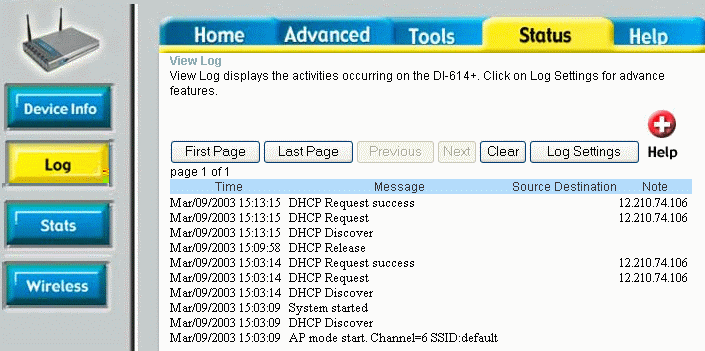 Home Advanced Tools Status Help
View Log
View Log displays the activities occurring on the DI-614+. Click on Log Settings for advance
features.
Device Info
Log
Stats
Wireless
First Page Last Page Previous Next Clear Log Settings Help
page 1 of 1
Time Message Source Destination Note
Mar/09/2003 15:13:15 DHCP Request success 12.210.74.106
Mar/09/2003 15:13:15 DHCP Request 12.210.74.106
Mar/09/2003 15:13:15 DHCP Discover
Mar/09/2003 15:09:58 DHCP Release
Mar/09/2003 15:03:14 DHCP Request success 12.210.74.106
Mar/09/2003 15:03:14 DHCP Request 12.210.74.106
Mar/09/2003 15:03:14 DHCP Discover
Mar/09/2003 15:03:09 System started
Mar/09/2003 15:03:09 DHCP Discover
Mar/09/2003 15:03:09 AP mode start. Channel=6 SSID:default